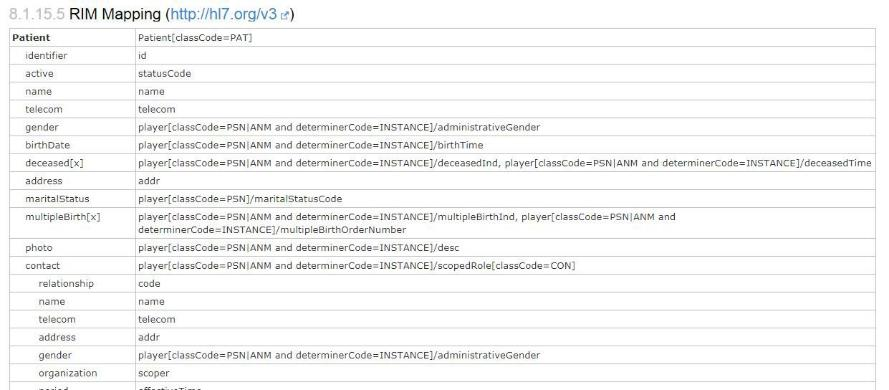 8.1.15.5 RIM Mapping (http://hl7.org/v3)
Patient Patient[classCode=PAT]
identifier id
active statusCode
name name
telecom telecom
gender player[classCode=PSN|ANM and determinerCode=INSTANCE]/administrativeGender
birthDate player[classCode=PSN|ANM and determinerCode=INSTANCE]/birthTime
deceased[x] player[classCode=PSN|ANM and determinerCode=INSTANCE]/deceasedInd, player[classCode=PSN|ANM and determinerCode=INSTANCE]/deceasedTime
address addr
maritalStatus player[classCode=PSN]/maritalStatusCode
multipleBirth[x] player[classCode=PSN|ANM and determinerCode=INSTANCE]/multipleBirthInd, player[classCode=PSN|ANM and
determinerCode=INSTANCE]/multipleBirthOrderNumber
photo player[classCode=PSN|ANM and determinerCode=INSTANCE]/desc
contact player[classCode=PSN|ANM and determinerCode=INSTANCE]/scopedRole[classCode=CON]
relationship code
name name
telecom telecom
address addr
gender player[classCode=PSN|ANM and determinerCode=INSTANCE]/administrativeGender
organization scoper
period effectiveTime